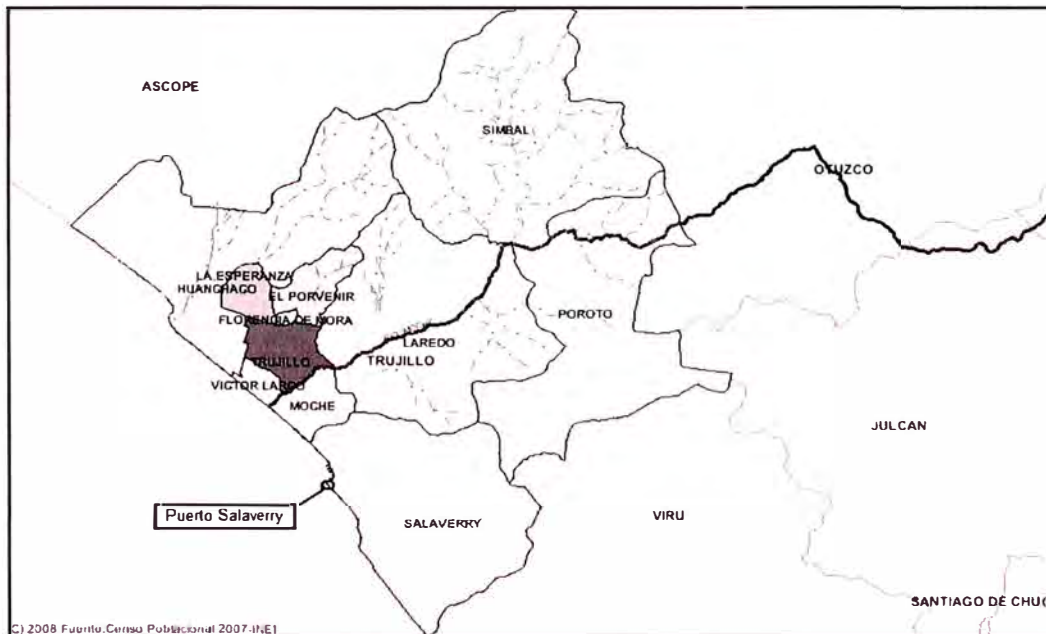 ASCOPE
SIMBAL
OTUZCO
LA ESPERANZA
HUANCHACO
EL PORVENIR
FLORENCIA DE MORA
POROTO
LAREDO
TRUJILLO
TRUJILLO
VICTOR LARCO
MOCHE
JULCAN
Puerto Salaverry
SALAVERRY
VIRU
SANTIAGO DE CHUC
C) 2008 Fuente:Censo Poblacional 2007-INEI